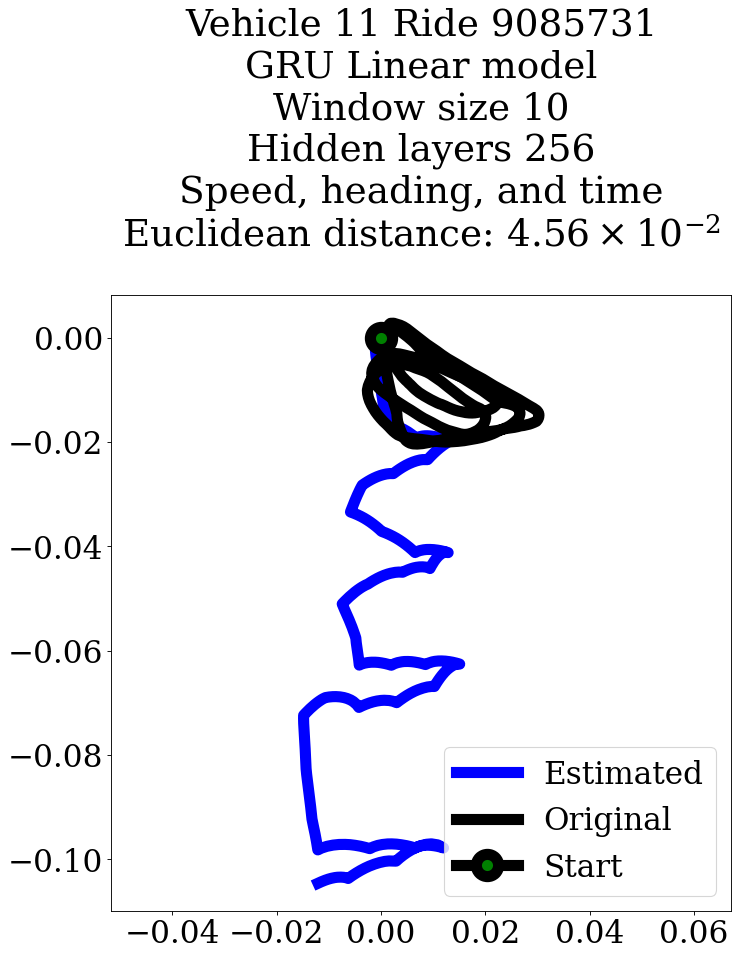 Vehicle 11 Ride 9085731
GRU Linear model
Window size 10
Hidden layers 256
Speed, heading, and time
Euclidean distance: 4.56 × 10⁻²
0.00
−0.02
−0.04
−0.06
−0.08
−0.10
−0.04
−0.02
0.00
0.02
0.04
0.06
Estimated
Original
Start